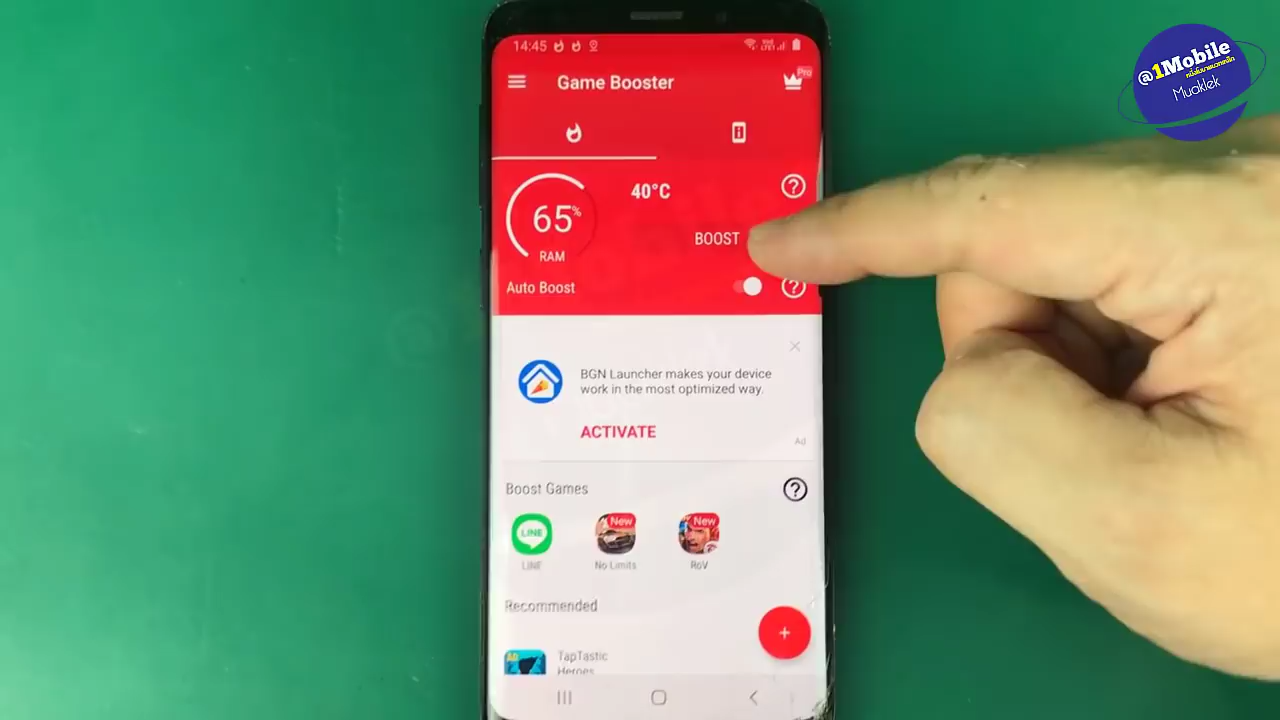 14:45
Game Booster
Pro
65%
RAM
40°C
BOOST
Auto Boost
BGN Launcher makes your device
work in the most optimized way.
ACTIVATE
Ad
Boost Games
LINE
LINE
New
No Limits
New
RoV
Recommended
TapTastic
Heroes
@1Mobile
Muaklek